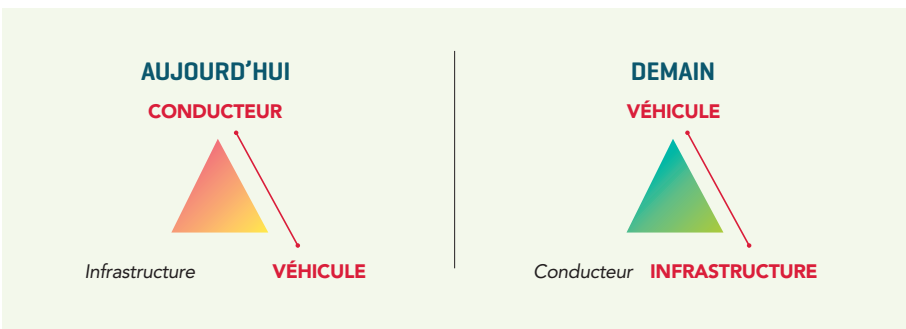 AUJOURD'HUI
CONDUCTEUR
Infrastructure VÉHICULE
DEMAIN
VÉHICULE
Conducteur INFRASTRUCTURE